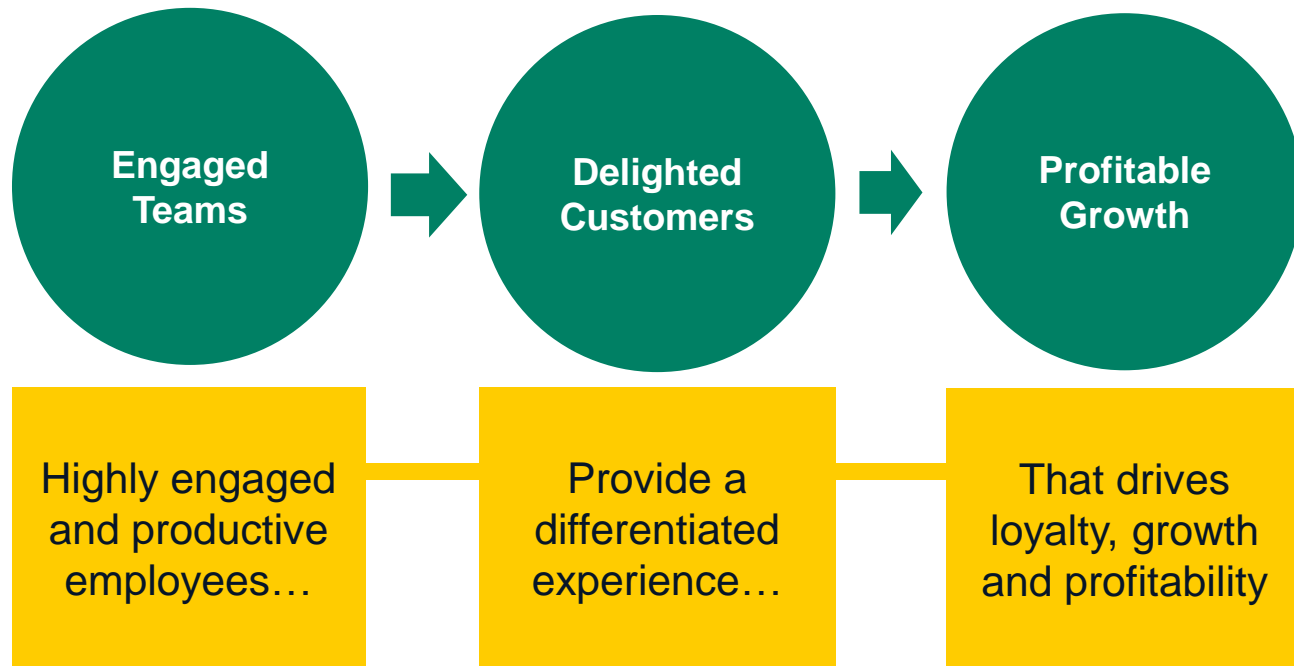 Engaged
Teams
Delighted
Customers
Profitable
Growth
Highly engaged
and productive
employees…
Provide a
differentiated
experience…
That drives
loyalty, growth
and profitability